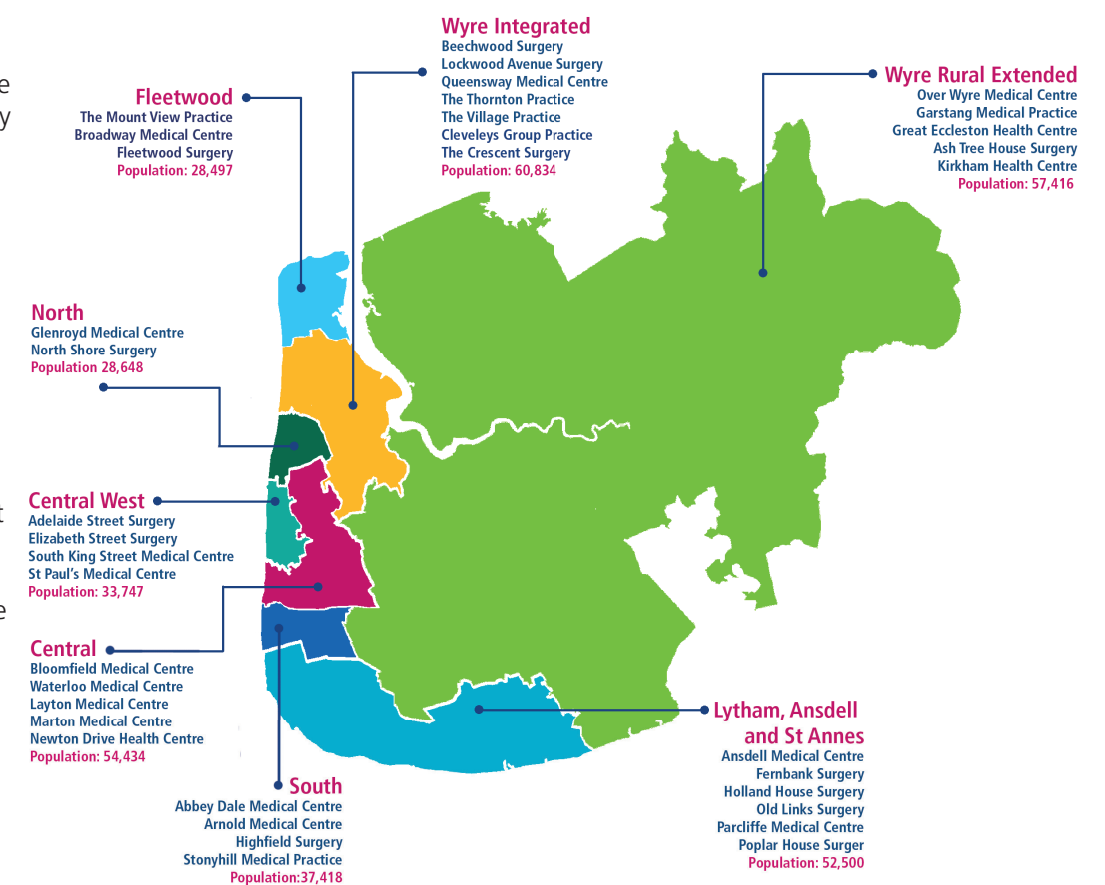 e
y
t
e
Wyre Integrated
Beechwood Surgery
Lockwood Avenue Surgery
Queensway Medical Centre
The Thornton Practice
The Village Practice
Cleveleys Group Practice
The Crescent Surgery
Population: 60,834
Wyre Rural Extended
Over Wyre Medical Centre
Garstang Medical Practice
Great Eccleston Health Centre
Ash Tree House Surgery
Kirkham Health Centre
Population: 57,416
Fleetwood
The Mount View Practice
Broadway Medical Centre
Fleetwood Surgery
Population: 28,497
North
Glenroyd Medical Centre
North Shore Surgery
Population 28,648
Central West
Adelaide Street Surgery
Elizabeth Street Surgery
South King Street Medical Centre
St Paul's Medical Centre
Population: 33,747
Central
Bloomfield Medical Centre
Waterloo Medical Centre
Layton Medical Centre
Marton Medical Centre
Newton Drive Health Centre
Population: 54,434
South
Abbey Dale Medical Centre
Arnold Medical Centre
Highfield Surgery
Stonyhill Medical Practice
Population:37,418
Lytham, Ansdell
and St Annes
Ansdell Medical Centre
Fernbank Surgery
Holland House Surgery
Old Links Surgery
Parcliffe Medical Centre
Poplar House Surger
Population: 52,500